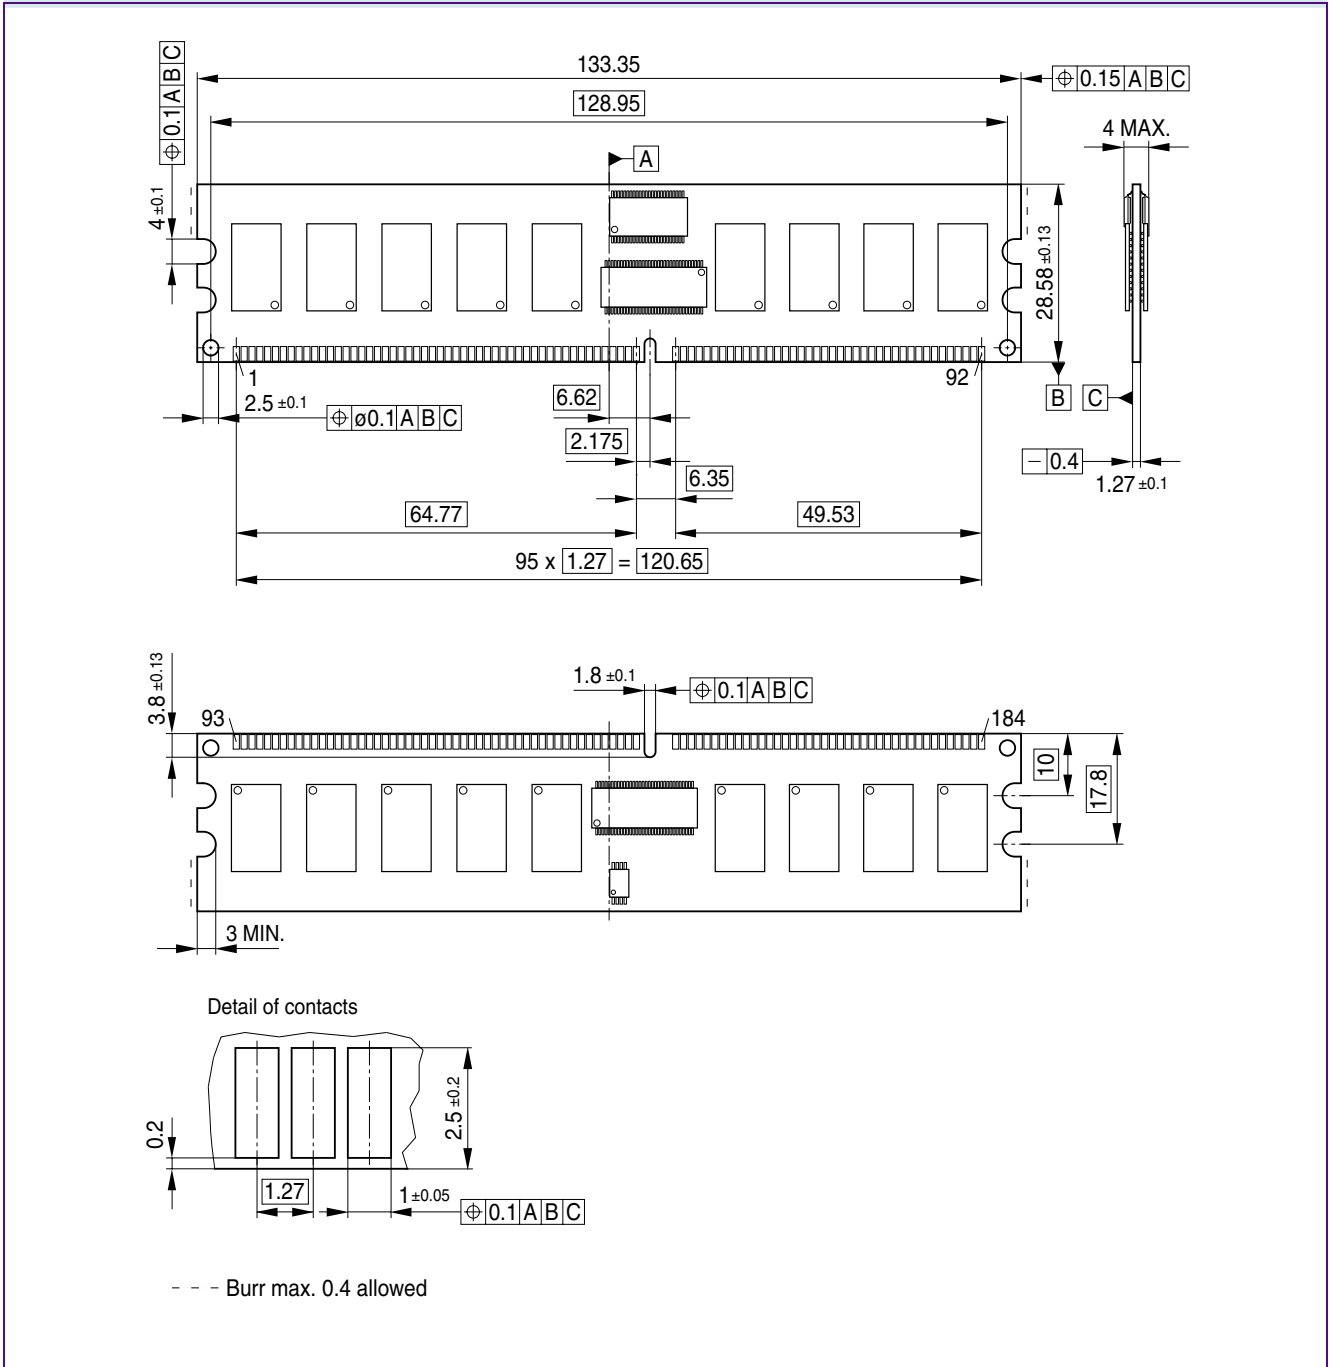 133.35
⌖ 0.15 A B C
⌖ 0.1 A B C
128.95
4 MAX.
A
4 ±0.1
28.58 ±0.13
1
92
2.5 ±0.1
⌖ ø0.1 A B C
6.62
B
C
2.175
6.35
− 0.4
1.27 ±0.1
64.77
49.53
95 x 1.27 = 120.65
3.8 ±0.13
1.8 ±0.1
⌖ 0.1 A B C
93
184
10
17.8
3 MIN.
Detail of contacts
0.2
2.5 ±0.2
1.27
1 ±0.05
⌖ 0.1 A B C
- - - Burr max. 0.4 allowed